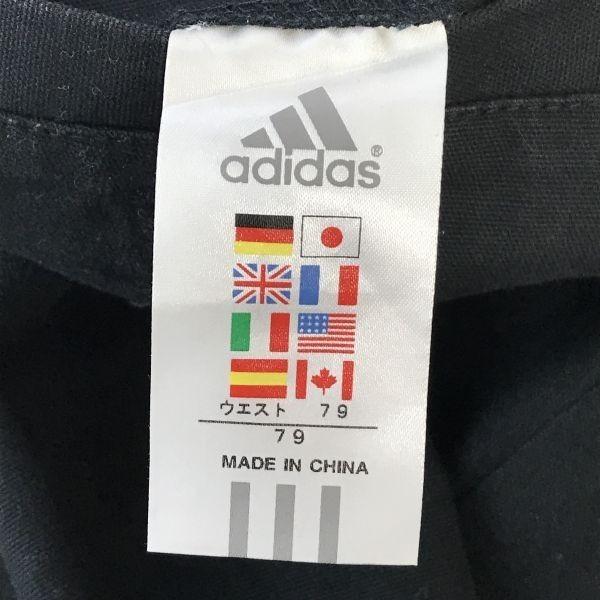 adidas®
ウエスト 79
79
MADE IN CHINA